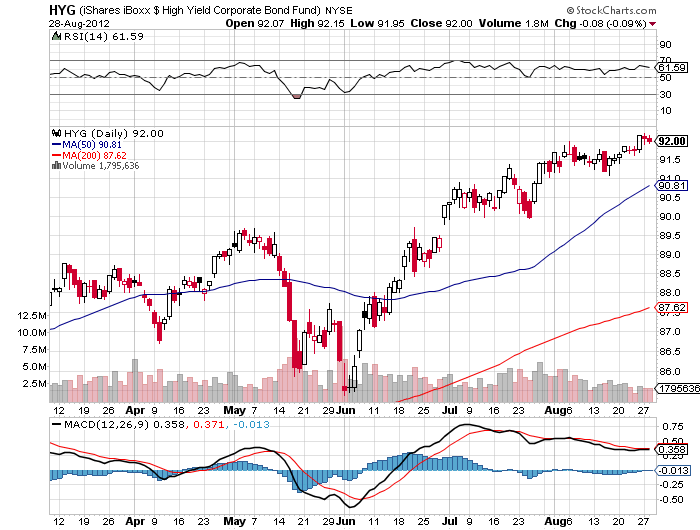 HYG (iShares iBoxx $ High Yield Corporate Bond Fund) NYSE
© StockCharts.com
28-Aug-2012
Open 92.07 High 92.15 Low 91.95 Close 92.00 Volume 1.8M Chg -0.08 (-0.09%)
RSI(14) 61.59
90
70
61.59
50
30
10
HYG (Daily) 92.00
MA(50) 90.81
MA(200) 87.62
Volume 1,795,636
92.00
91.5
91.0
90.81
90.5
90.0
89.5
89.0
88.5
88.0
87.62
87.5
87.0
86.5
86.0
1795636
12.5M
10.0M
7.5M
5.0M
2.5M
12 19 26 Apr 9 16 23 May 7 14 21 Jun 11 18 25 Jul 9 16 23 Aug 6 13 20 27
MACD(12,26,9) 0.358, 0.371, -0.013
0.75
0.50
0.358
0.25
-0.013
-0.25
-0.50
12 19 26 Apr 9 16 23 May 7 14 21 Jun 11 18 25 Jul 9 16 23 Aug 6 13 20 27